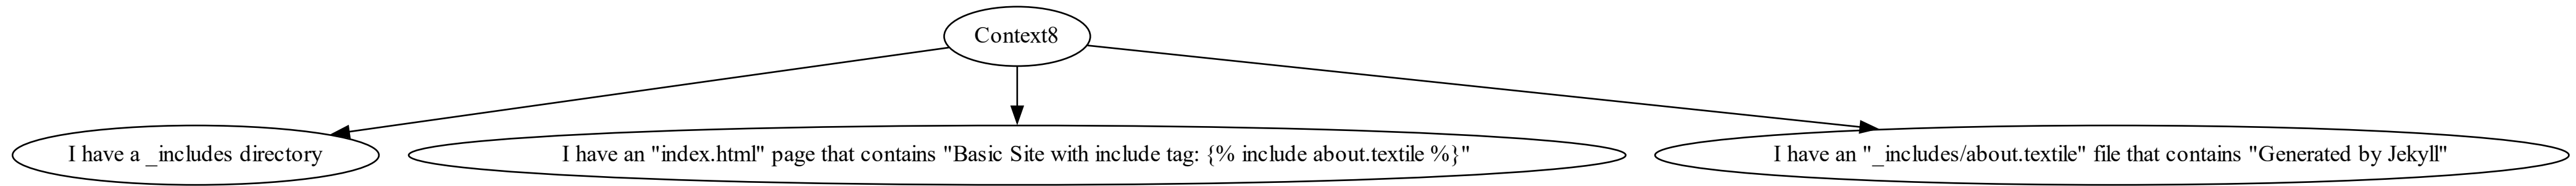 Context8
I have a _includes directory
I have an "index.html" page that contains "Basic Site with include tag: {% include about.textile %}"
I have an "_includes/about.textile" file that contains "Generated by Jekyll"